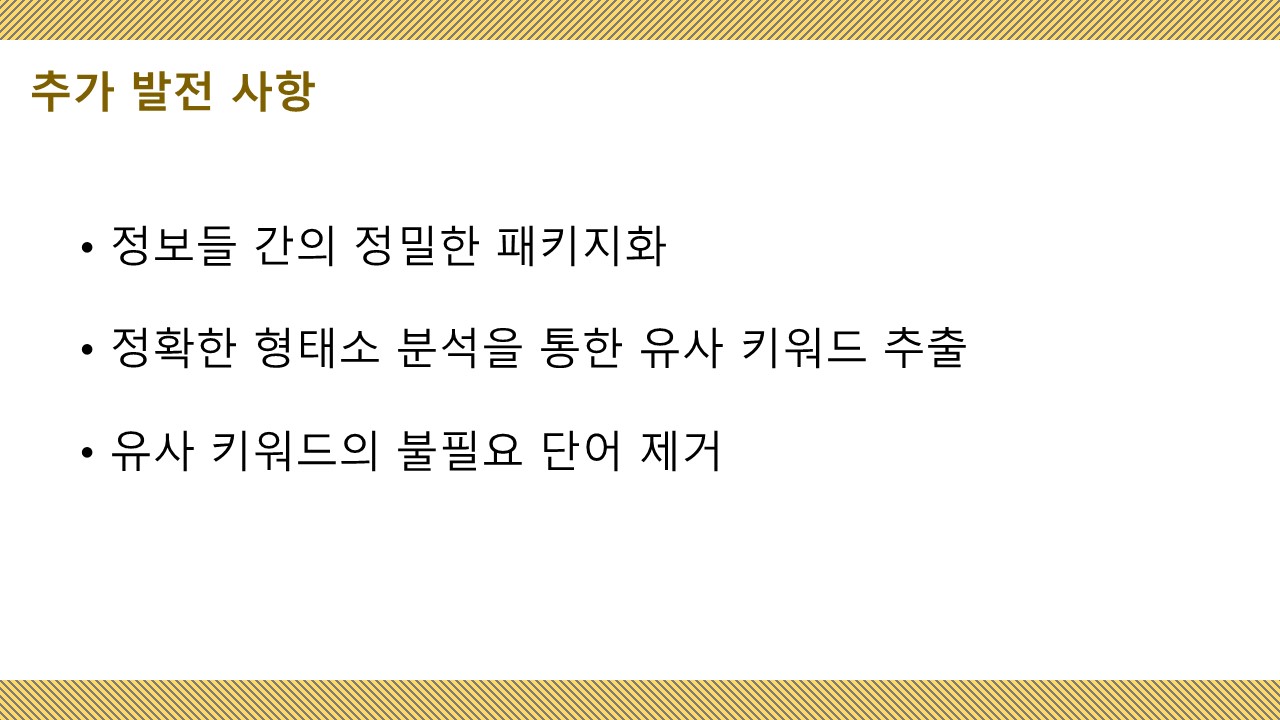 추가 발전 사항
• 정보들 간의 정밀한 패키지화
• 정확한 형태소 분석을 통한 유사 키워드 추출
• 유사 키워드의 불필요 단어 제거